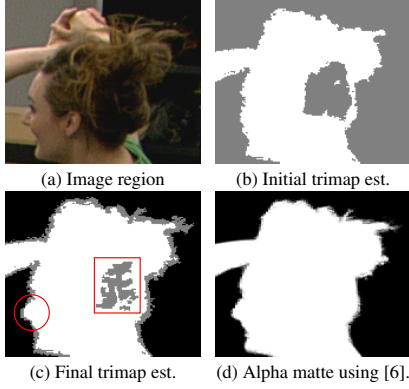 (a) Image region
(b) Initial trimap est.
(c) Final trimap est.
(d) Alpha matte using [6].